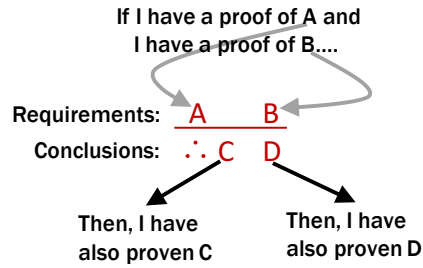 If I have a proof of A and
I have a proof of B....
Requirements: A B
Conclusions: ∴ C D
Then, I have
also proven C
Then, I have
also proven D